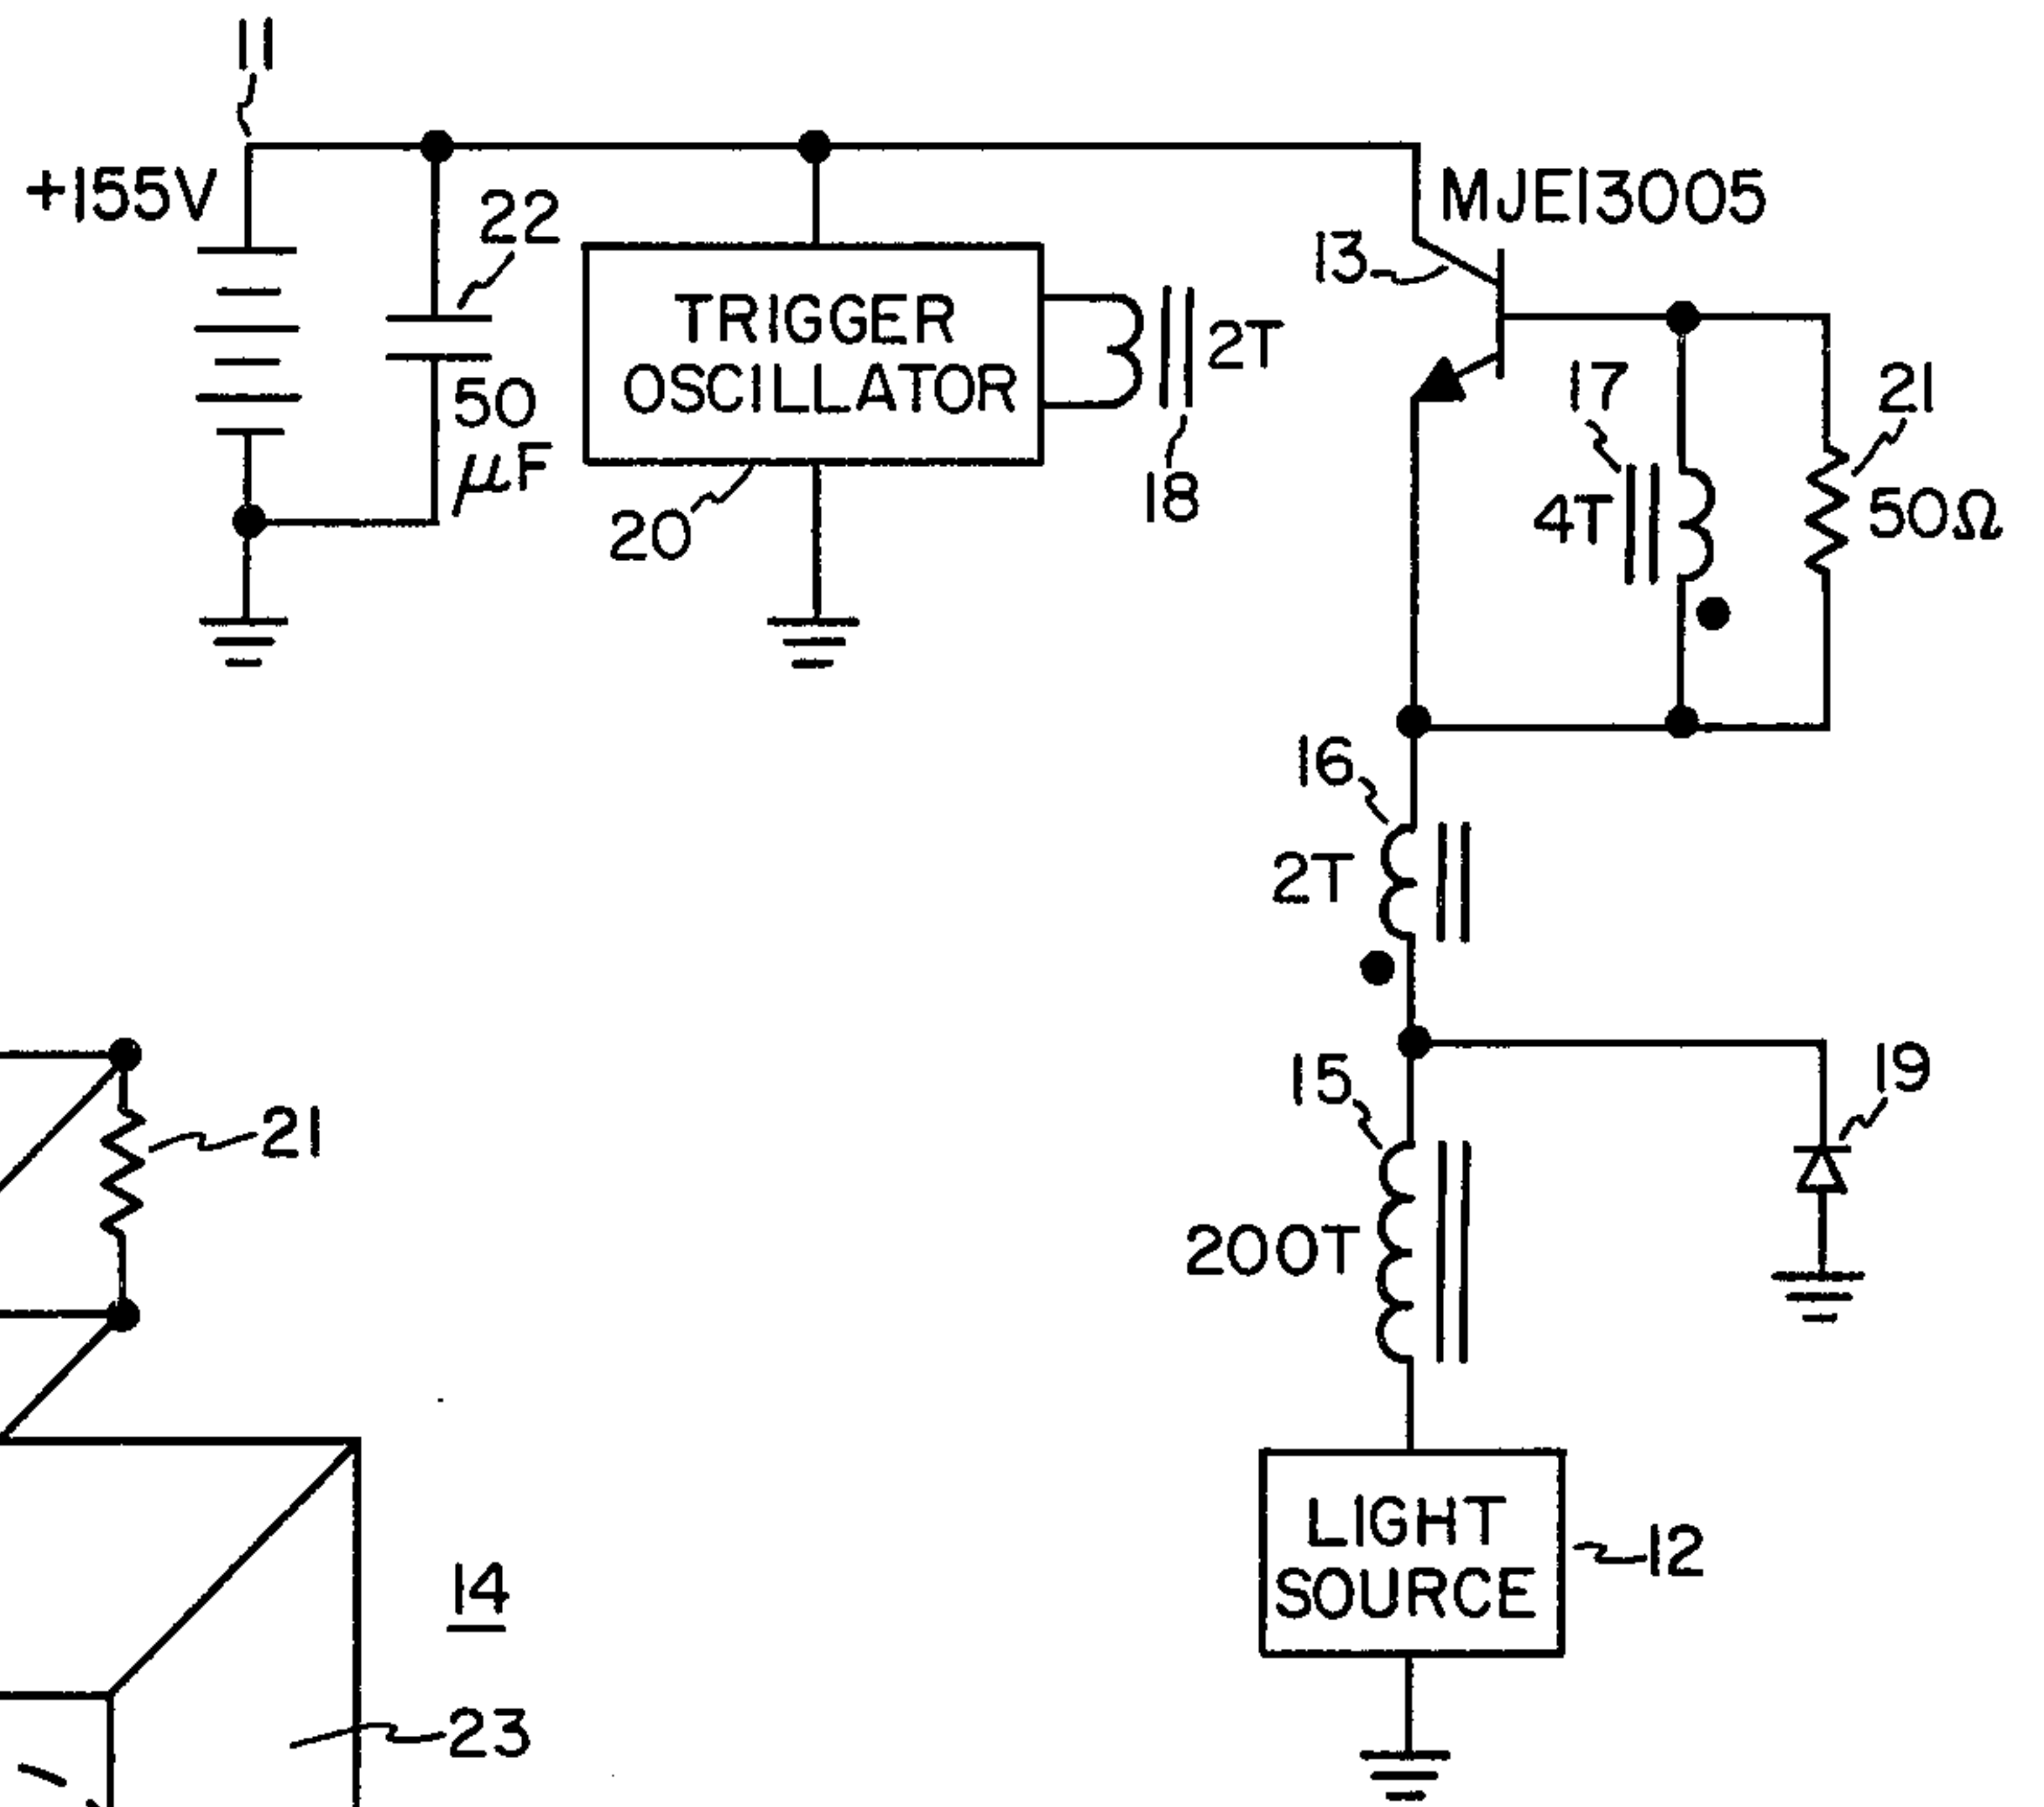 11
+155V
22
50
μF
TRIGGER
OSCILLATOR
20
2T
18
MJE13005
13
17
4T
21
50Ω
16
2T
15
200T
19
LIGHT
SOURCE
12
21
14
23